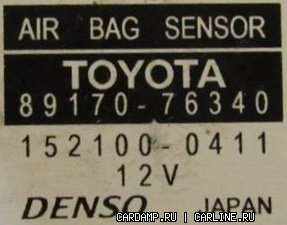 AIR BAG SENSOR
TOYOTA
89170-76340
152100-0411
12V
DENSO JAPAN
CARDAMP.RU | CARLINE.RU